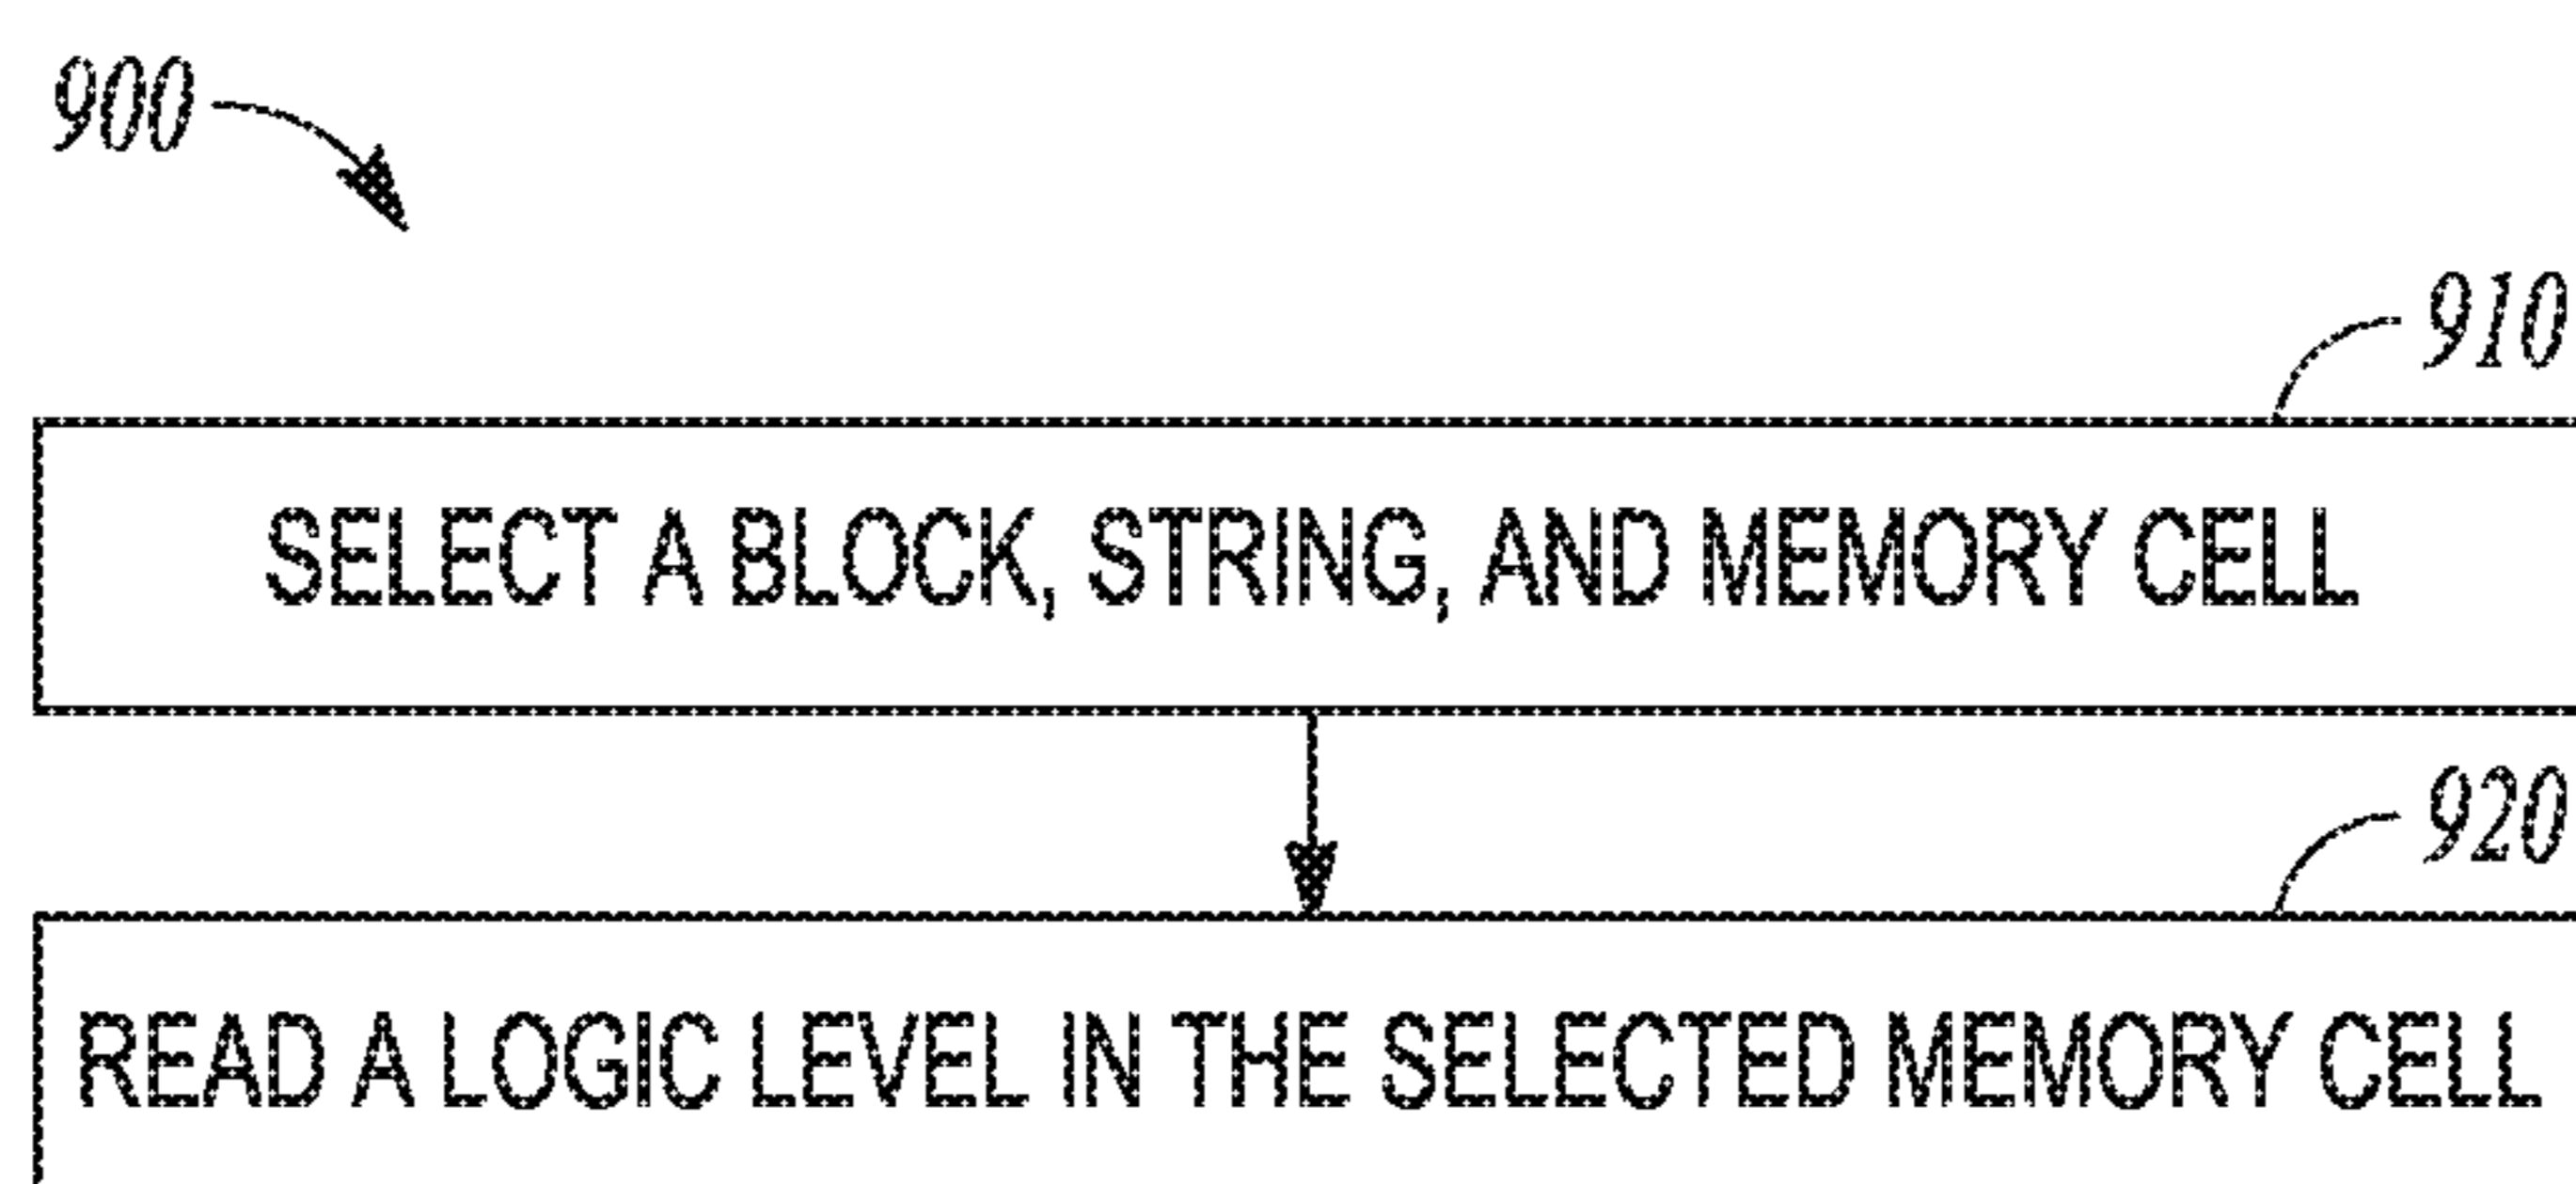 900
910
SELECT A BLOCK, STRING, AND MEMORY CELL
920
READ A LOGIC LEVEL IN THE SELECTED MEMORY CELL